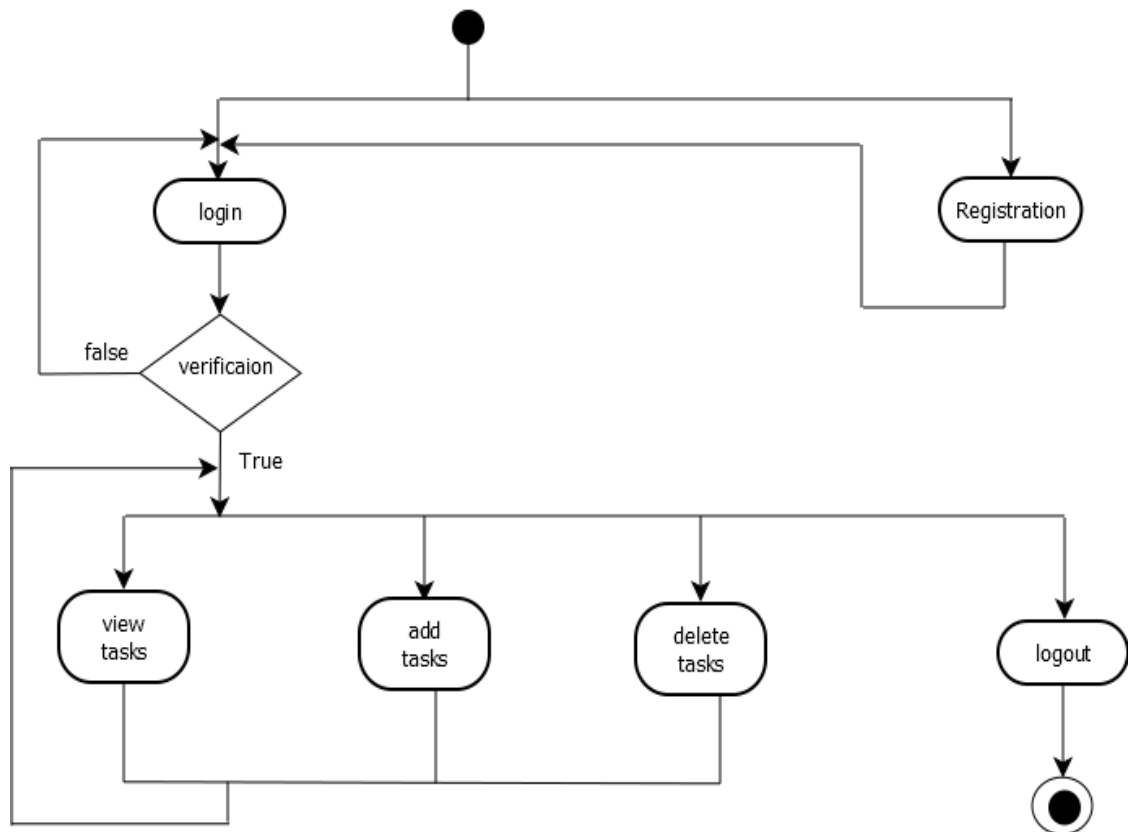 login
Registration
false
verificaion
True
view
tasks
add
tasks
delete
tasks
logout